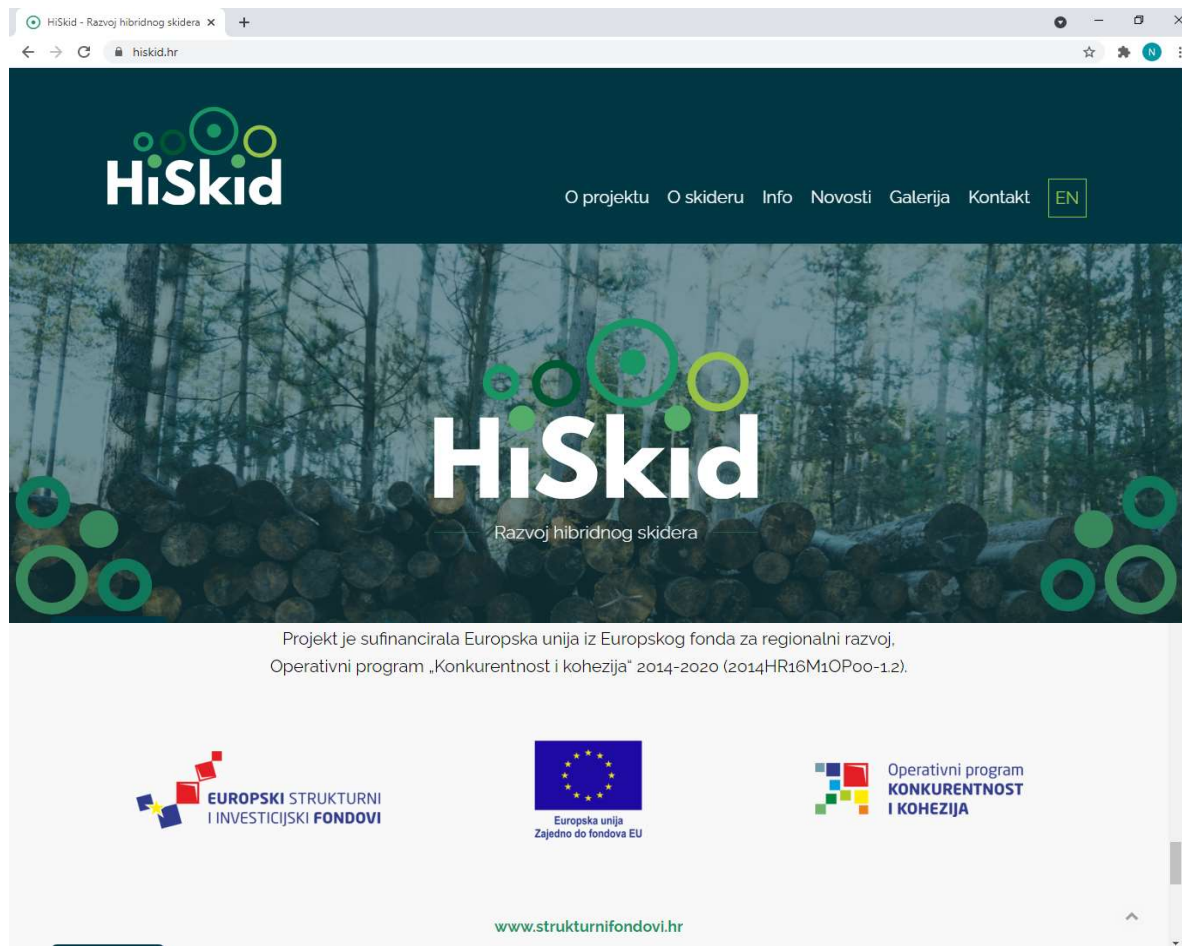 HiSkid - Razvoj hibridnog skidera
hiskid.hr
N
HiSkid
O projektu O skideru Info Novosti Galerija Kontakt EN
HiSkid
Razvoj hibridnog skidera
Projekt je sufinancirala Europska unija iz Europskog fonda za regionalni razvoj,
Operativni program „Konkurentnost i kohezija“ 2014-2020 (2014HR16M1OP00-1.2).
EUROPSKI STRUKTURNI
I INVESTICIJSKI FONDOVI
Europska unija
Zajedno do fondova EU
Operativni program
KONKURENTNOST
I KOHEZIJA
www.strukturnifondovi.hr